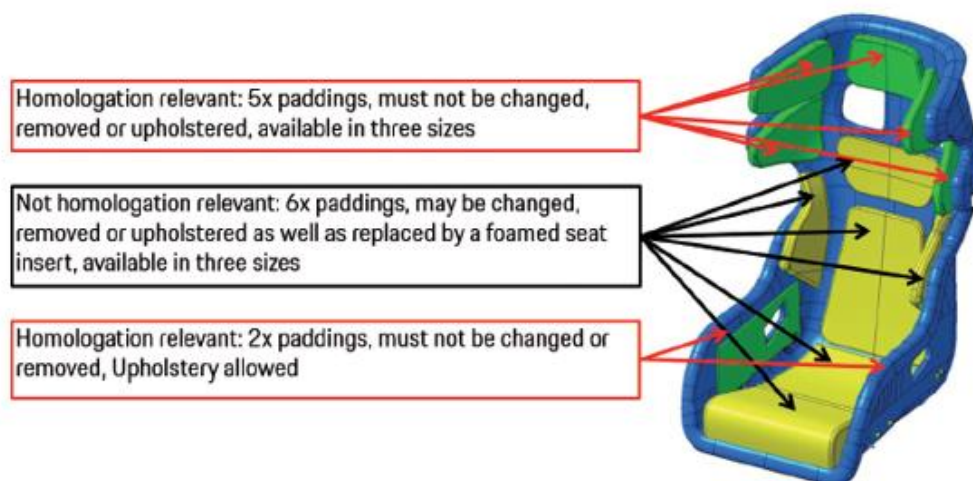 Homologation relevant: 5x paddings, must not be changed,
removed or upholstered, available in three sizes
Not homologation relevant: 6x paddings, may be changed,
removed or upholstered as well as replaced by a foamed seat
insert, available in three sizes
Homologation relevant: 2x paddings, must not be changed or
removed, Upholstery allowed